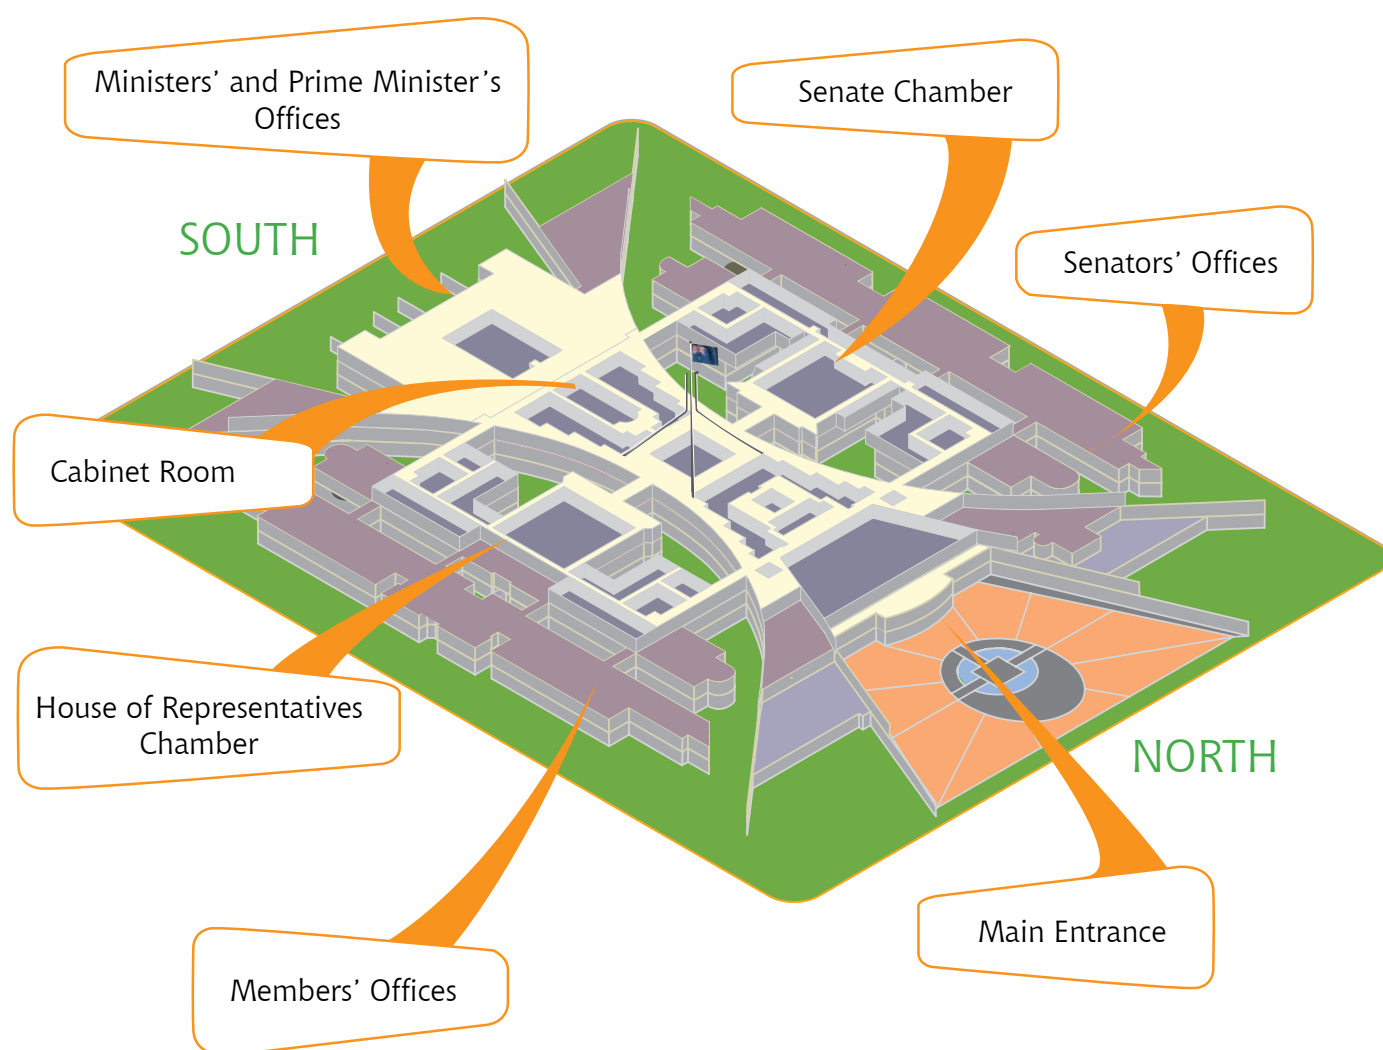 Ministers’ and Prime Minister’s
Offices
Senate Chamber
SOUTH
Senators’ Offices
Cabinet Room
House of Representatives
Chamber
NORTH
Main Entrance
Members’ Offices